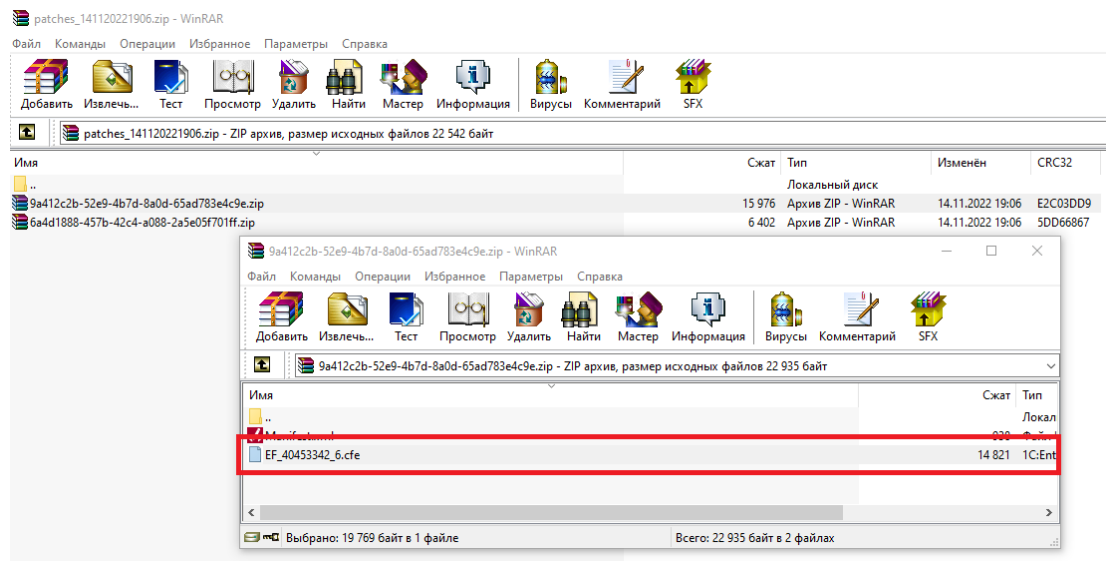 patches_141120221906.zip - WinRAR
Файл Команды Операции Избранное Параметры Справка
Добавить Извлечь... Тест Просмотр Удалить Найти Мастер Информация Вирусы Комментарий SFX
patches_141120221906.zip - ZIP архив, размер исходных файлов 22 542 байт
Имя Сжат Тип Изменён CRC32
.. Локальный диск
9a412c2b-52e9-4b7d-8a0d-65ad783e4c9e.zip 15 976 Архив ZIP - WinRAR 14.11.2022 19:06 E2C03DD9
6a4d1888-457b-42c4-a088-2a5e05f701ff.zip 6 402 Архив ZIP - WinRAR 14.11.2022 19:06 5DD66867
9a412c2b-52e9-4b7d-8a0d-65ad783e4c9e.zip - WinRAR
Файл Команды Операции Избранное Параметры Справка
Добавить Извлечь... Тест Просмотр Удалить Найти Мастер Информация Вирусы Комментарий SFX
9a412c2b-52e9-4b7d-8a0d-65ad783e4c9e.zip - ZIP архив, размер исходных файлов 22 935 байт
Имя Сжат Тип
.. Локал
EF_40453342_6.cfe 14 821 1C:Ent
Выбрано: 19 769 байт в 1 файле Всего: 22 935 байт в 2 файлах